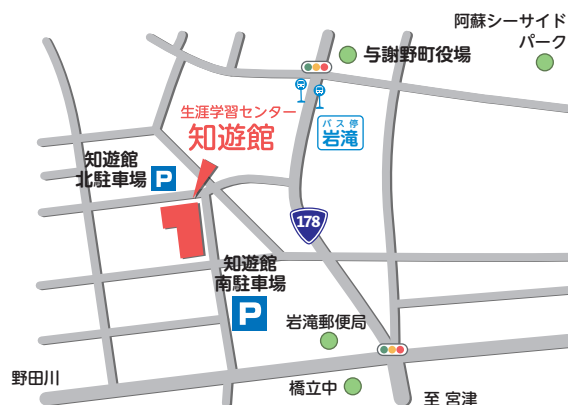 阿蘇シーサイド
パーク
与謝野町役場
生涯学習センター
知遊館
バス停
岩滝
知遊館
北駐車場
P
178
知遊館
南駐車場
P
岩滝郵便局
野田川
橋立中
至 宮津